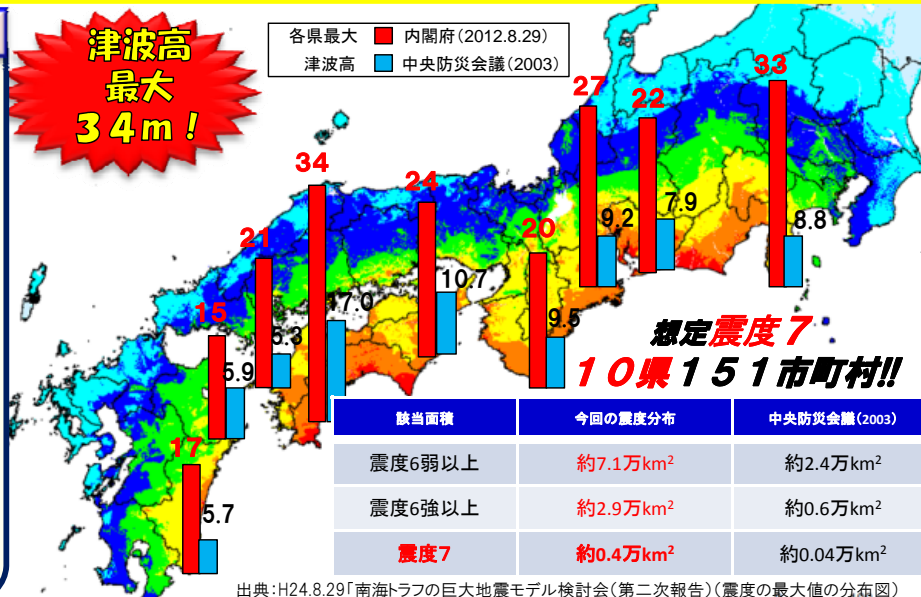 津波高
最大
34m!
各県最大 内閣府(2012.8.29)
津波高 中央防災会議(2003)
33
27
22
34
24
7.9
9.2
8.8
21
20
10.7
15
17.0
9.5
5.3
5.9
17
5.7
想定震度7
10県151市町村!!
該当面積 今回の震度分布 中央防災会議(2003)
震度6弱以上 約7.1万km² 約2.4万km²
震度6強以上 約2.9万km² 約0.6万km²
震度7 約0.4万km² 約0.04万km²
出典:H24.8.29「南海トラフの巨大地震モデル検討会(第二次報告)(震度の最大値の分布図)